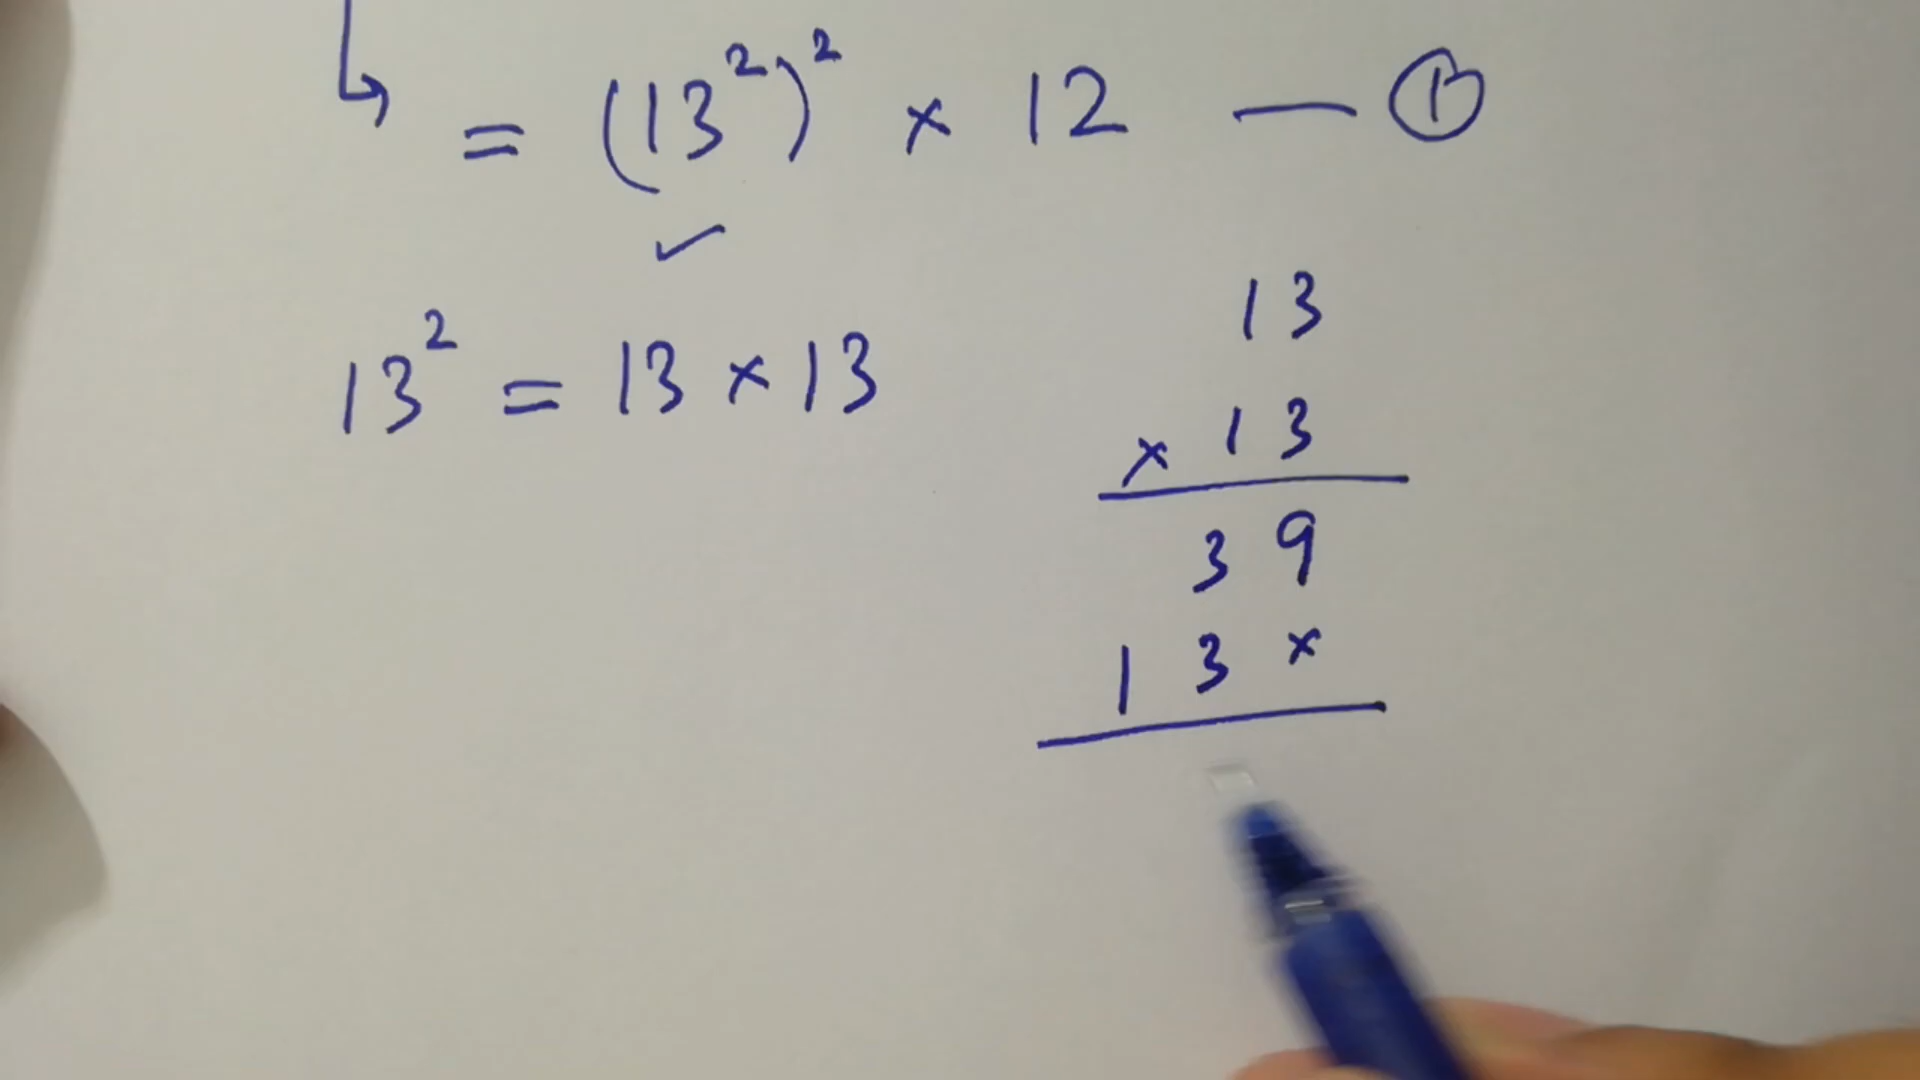 = (13²)² × 12 — ①
13² = 13 × 13
13
× 13
39
13×